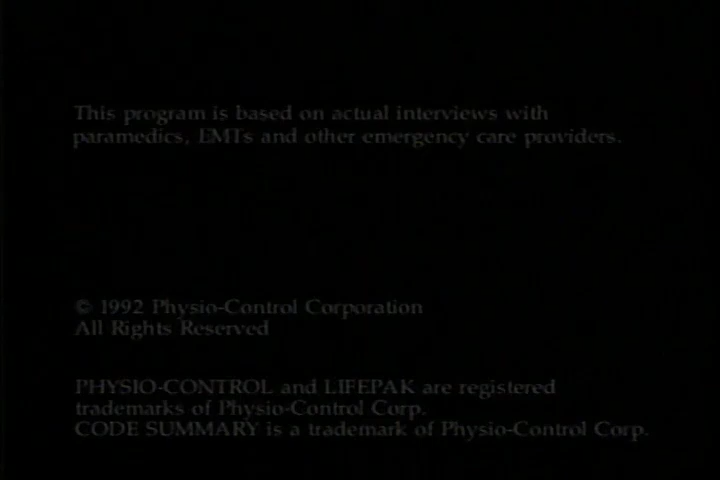 This program is based on actual interviews with
paramedics, EMTs and other emergency care providers.
© 1992 Physio-Control Corporation
All Rights Reserved
PHYSIO-CONTROL and LIFEPAK are registered
trademarks of Physio-Control Corp.
CODE SUMMARY is a trademark of Physio-Control Corp.